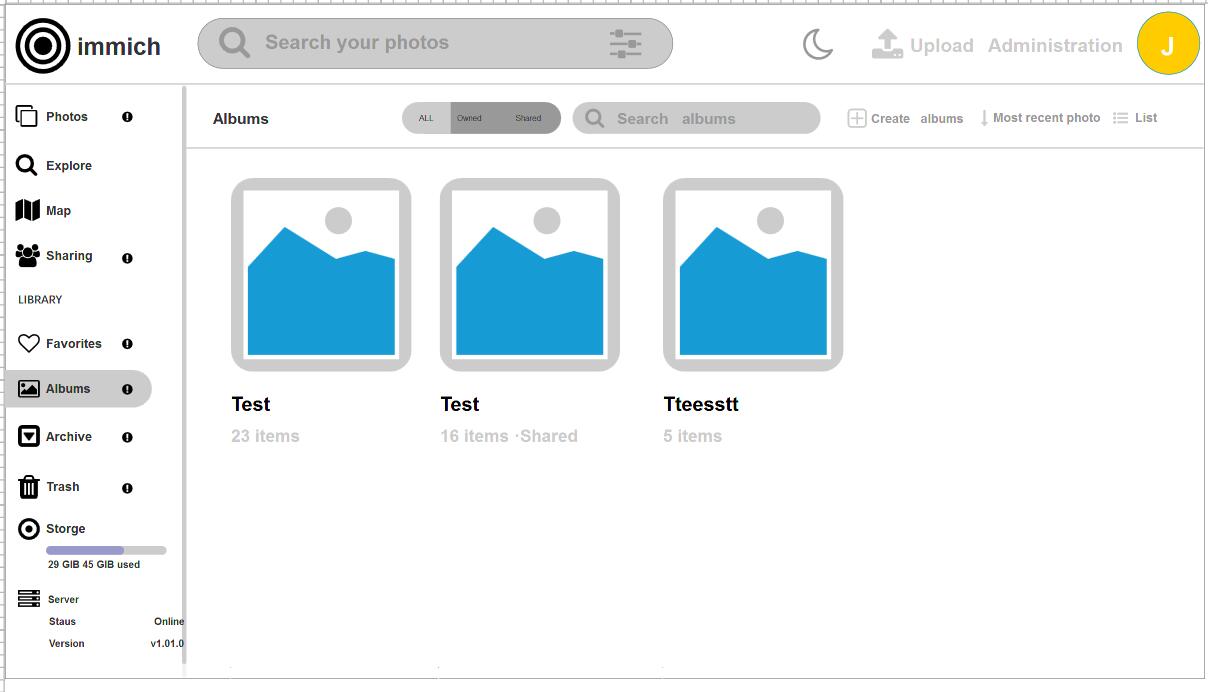 immich
Search your photos
Upload Administration
J
Photos
Explore
Map
Sharing
LIBRARY
Favorites
Albums
Archive
Trash
Storge
29 GIB 45 GIB used
Server
Staus Online
Version v1.01.0
Albums
ALL Owned Shared
Search albums
Create albums
Most recent photo
List
Test
23 items
Test
16 items ·Shared
Tteesstt
5 items